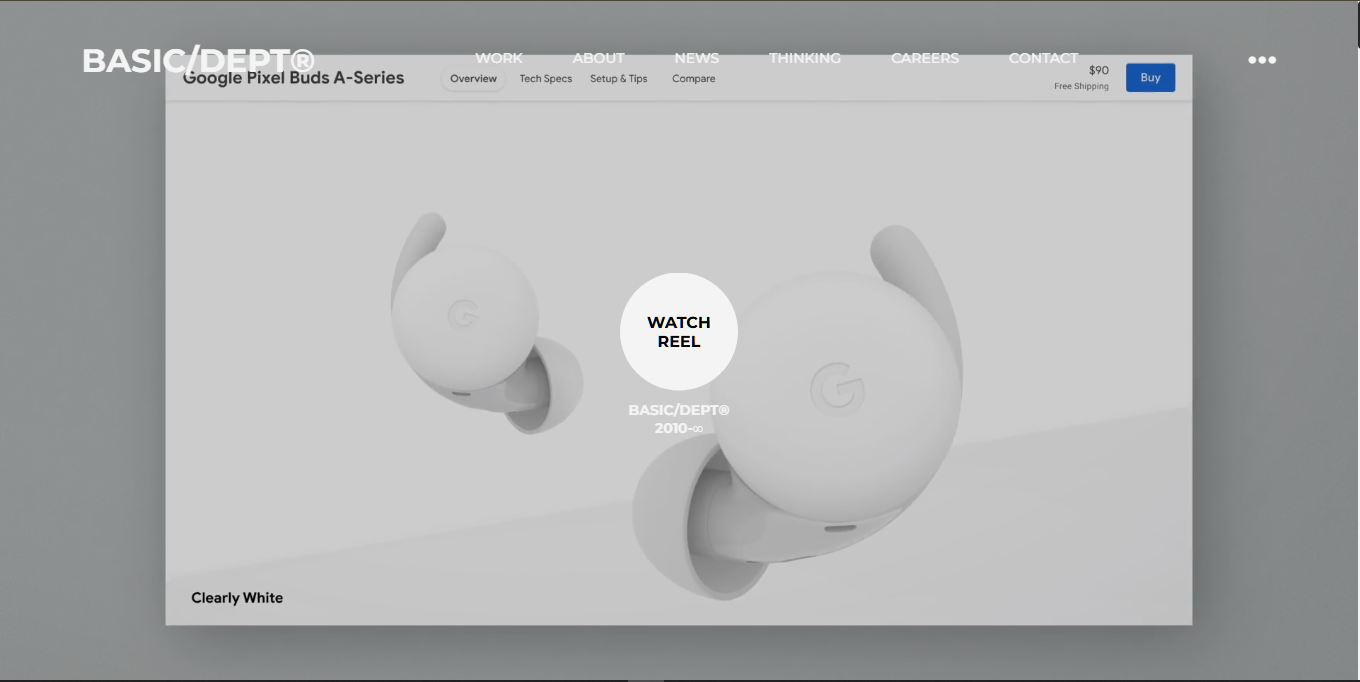 BASIC/DEPT®
WORK ABOUT NEWS THINKING CAREERS CONTACT
Google Pixel Buds A-Series
Overview Tech Specs Setup & Tips Compare
$90
Free Shipping
Buy
WATCH
REEL
BASIC/DEPT®
2010-∞
Clearly White